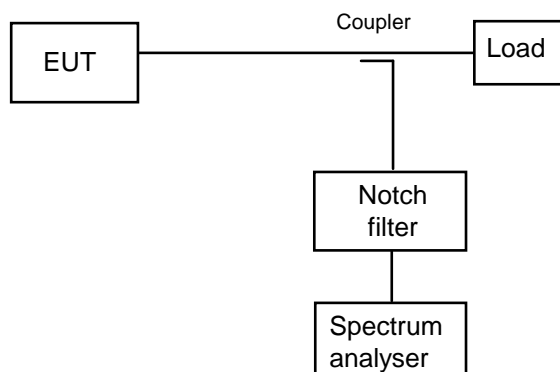 Coupler
EUT
Load
Notch
filter
Spectrum
analyser